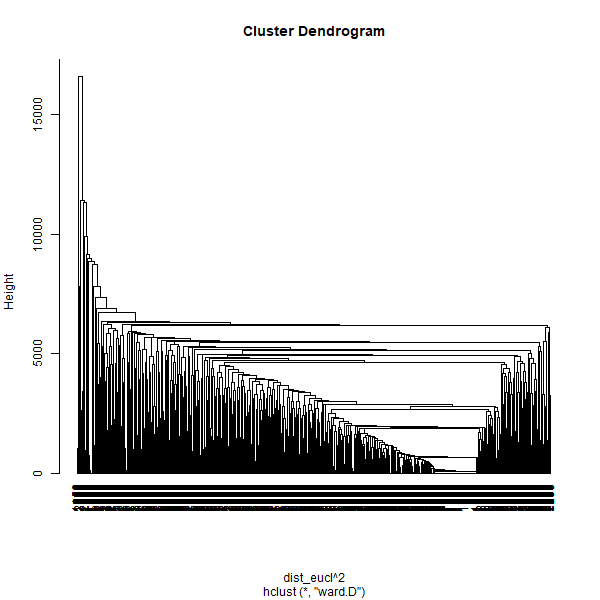 Cluster Dendrogram
15000
10000
5000
0
Height
dist_eucl^2
hclust (*, "ward.D")